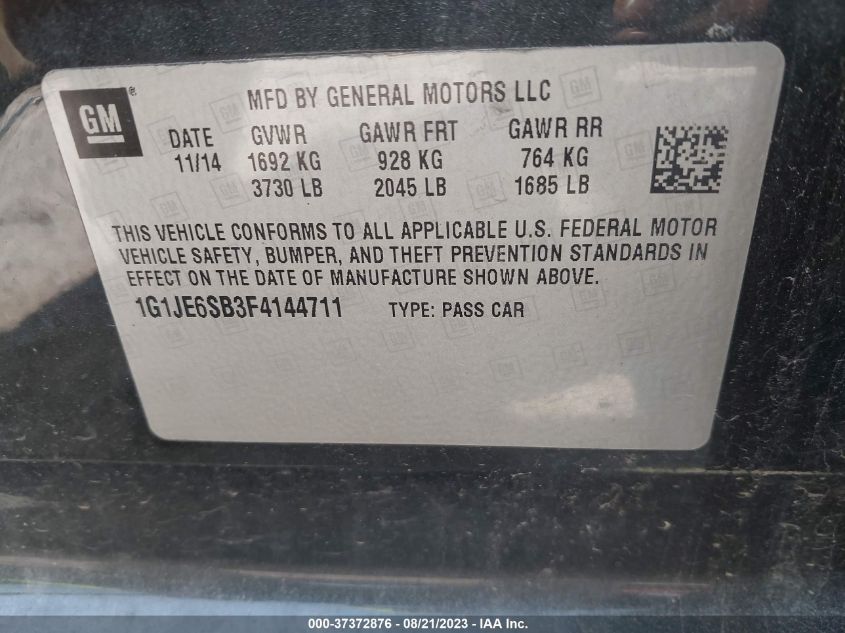 GM
MFD BY GENERAL MOTORS LLC
DATE GVWR GAWR FRT GAWR RR
11/14 1692 KG 928 KG 764 KG
3730 LB 2045 LB 1685 LB
THIS VEHICLE CONFORMS TO ALL APPLICABLE U.S. FEDERAL MOTOR
VEHICLE SAFETY, BUMPER, AND THEFT PREVENTION STANDARDS IN
EFFECT ON THE DATE OF MANUFACTURE SHOWN ABOVE.
1G1JE6SB3F4144711 TYPE: PASS CAR
000-37372876 - 08/21/2023 - IAA Inc.